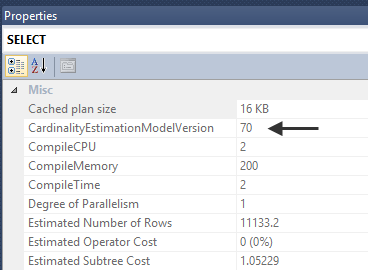 Properties
SELECT
Misc
Cached plan size 16 KB
CardinalityEstimationModelVersion 70
CompileCPU 2
CompileMemory 200
CompileTime 2
Degree of Parallelism 1
Estimated Number of Rows 11133.2
Estimated Operator Cost 0 (0%)
Estimated Subtree Cost 1.05229